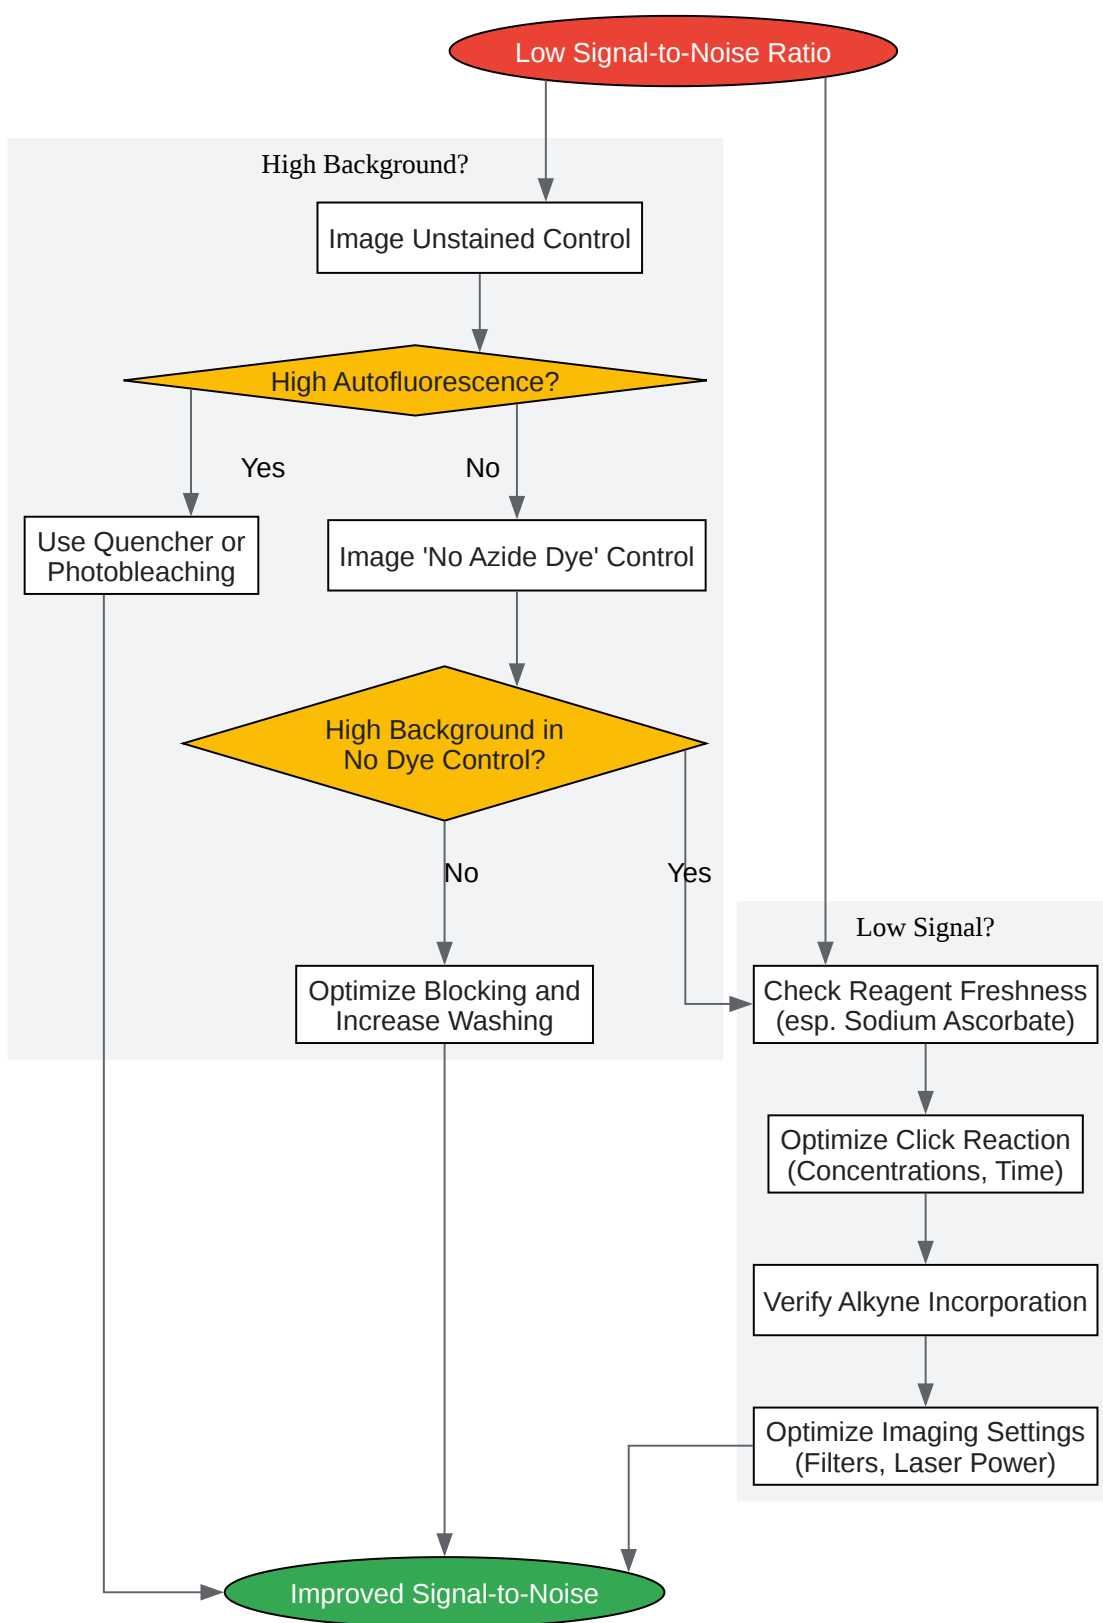 Low Signal-to-Noise Ratio
High Background?
Image Unstained Control
High Autofluorescence?
Yes
No
Use Quencher or
Photobleaching
Image 'No Azide Dye' Control
High Background in
No Dye Control?
No
Yes
Low Signal?
Optimize Blocking and
Increase Washing
Check Reagent Freshness
(esp. Sodium Ascorbate)
Optimize Click Reaction
(Concentrations, Time)
Verify Alkyne Incorporation
Optimize Imaging Settings
(Filters, Laser Power)
Improved Signal-to-Noise